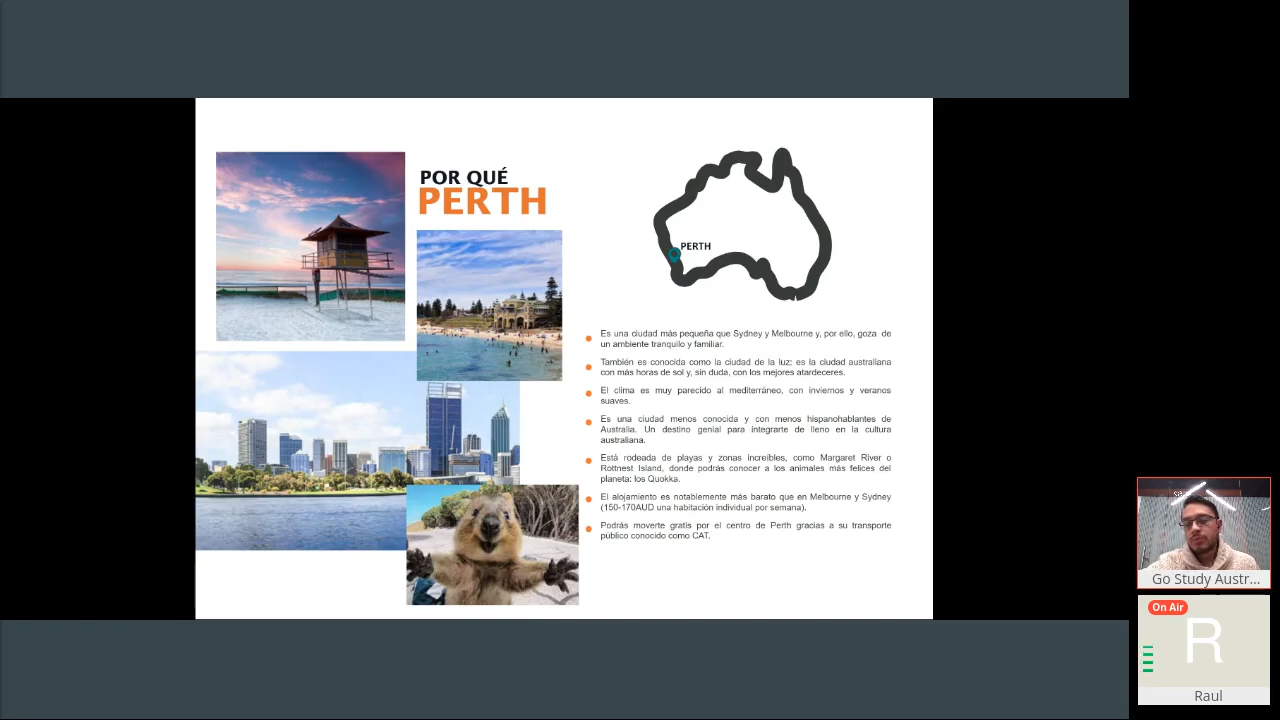 POR QUÉ
PERTH
PERTH
Es una ciudad más pequeña que Sydney y Melbourne y, por ello, goza de
un ambiente tranquilo y familiar.
También es conocida como la ciudad de la luz: es la ciudad australiana
con más horas de sol y, sin duda, con los mejores atardeceres.
El clima es muy parecido al mediterráneo, con inviernos y veranos
suaves.
Es una ciudad menos conocida y con menos hispanohablantes de
Australia. Un destino genial para integrarte de lleno en la cultura
australiana.
Está rodeada de playas y zonas increíbles, como Margaret River o
Rottnest Island, donde podrás conocer a los animales más felices del
planeta: los Quokka.
El alojamiento es notablemente más barato que en Melbourne y Sydney
(150-170AUD una habitación individual por semana).
Podrás moverte gratis por el centro de Perth gracias a su transporte
público conocido como CAT.
Go Study Austr...
On Air
R
Raul